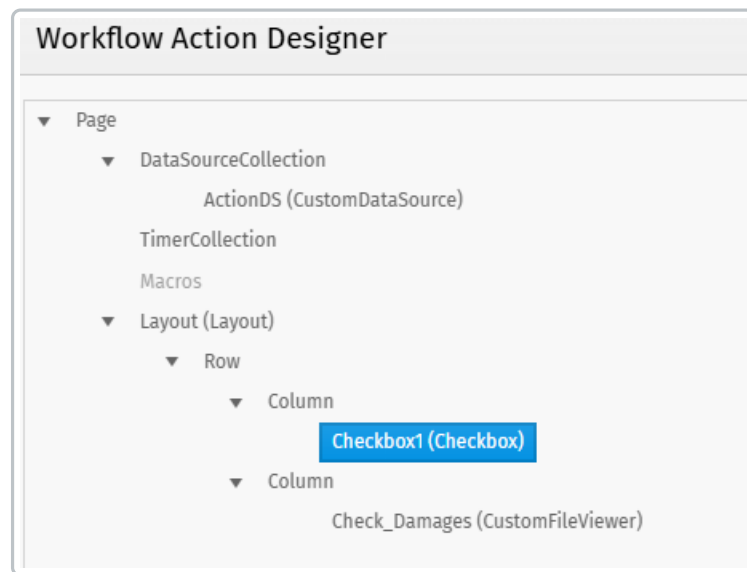 Workflow Action Designer
Page
DataSourceCollection
ActionDS (CustomDataSource)
TimerCollection
Macros
Layout (Layout)
Row
Column
Checkbox1 (Checkbox)
Column
Check_Damages (CustomFileViewer)